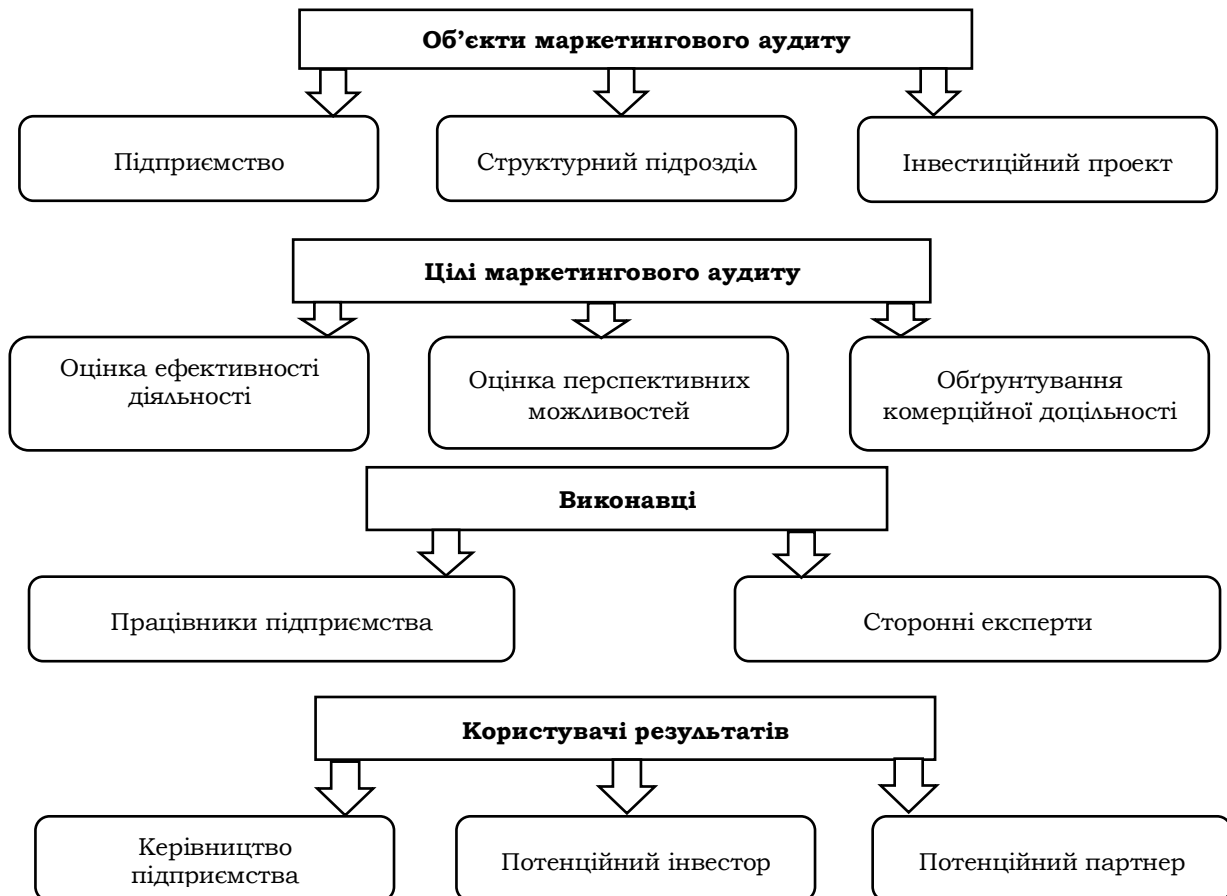 Об’єкти маркетингового аудиту
Підприємство
Структурний підрозділ
Інвестиційний проект
Цілі маркетингового аудиту
Оцінка ефективності
діяльності
Оцінка перспективних
можливостей
Обґрунтування
комерційної доцільності
Виконавці
Працівники підприємства
Сторонні експерти
Користувачі результатів
Керівництво
підприємства
Потенційний інвестор
Потенційний партнер